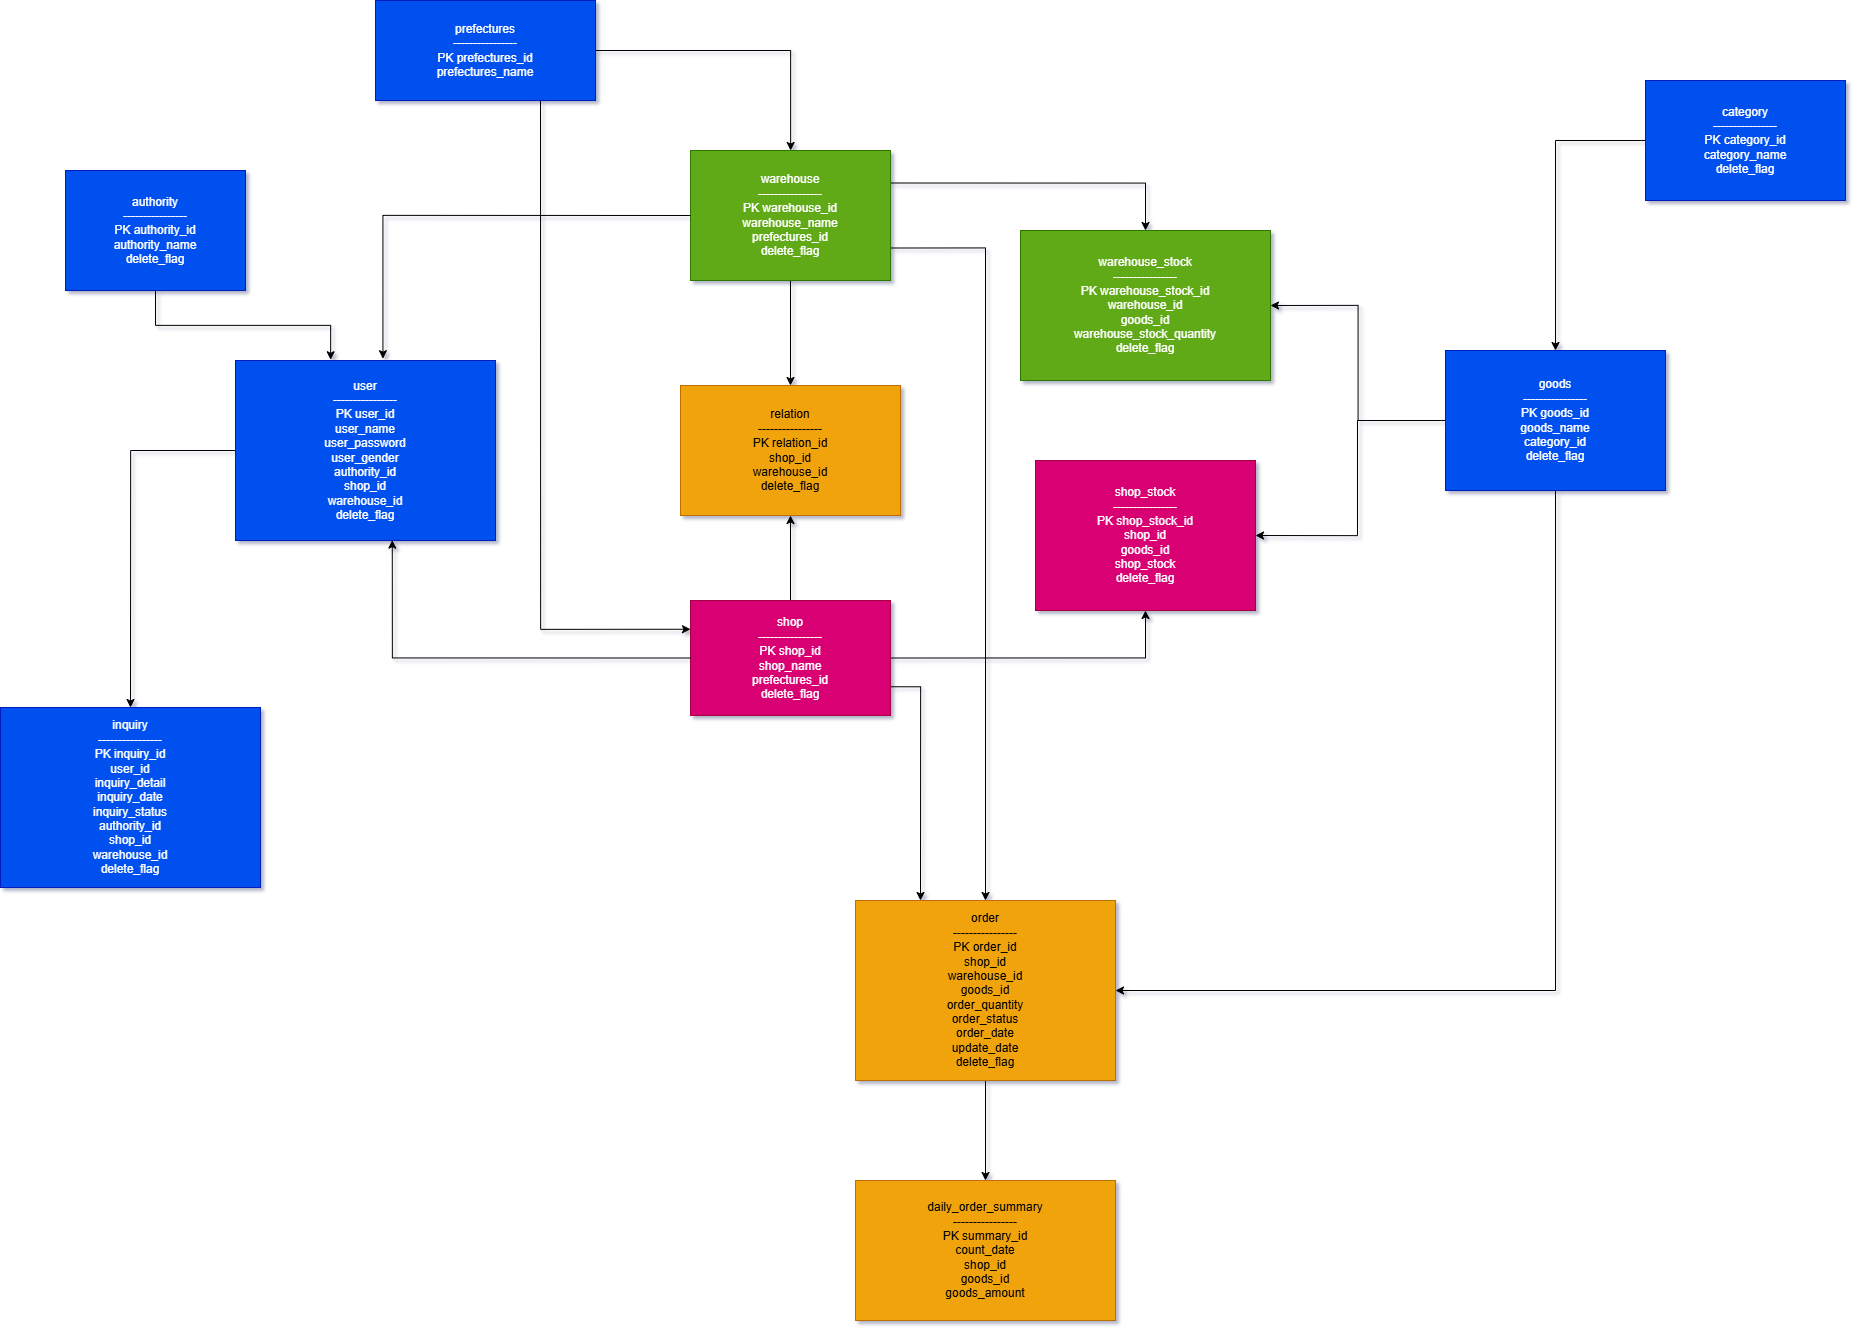 prefectures
----------------
PK prefectures_id
prefectures_name
category
----------------
PK category_id
category_name
delete_flag
authority
----------------
PK authority_id
authority_name
delete_flag
warehouse
----------------
PK warehouse_id
warehouse_name
prefectures_id
delete_flag
warehouse_stock
----------------
PK warehouse_stock_id
warehouse_id
goods_id
warehouse_stock_quantity
delete_flag
user
----------------
PK user_id
user_name
user_password
user_gender
authority_id
shop_id
warehouse_id
delete_flag
relation
----------------
PK relation_id
shop_id
warehouse_id
delete_flag
goods
----------------
PK goods_id
goods_name
category_id
delete_flag
shop_stock
----------------
PK shop_stock_id
shop_id
goods_id
shop_stock
delete_flag
shop
----------------
PK shop_id
shop_name
prefectures_id
delete_flag
inquiry
----------------
PK inquiry_id
user_id
inquiry_detail
inquiry_date
inquiry_status
authority_id
shop_id
warehouse_id
delete_flag
order
----------------
PK order_id
shop_id
warehouse_id
goods_id
order_quantity
order_status
order_date
update_date
delete_flag
daily_order_summary
----------------
PK summary_id
count_date
shop_id
goods_id
goods_amount